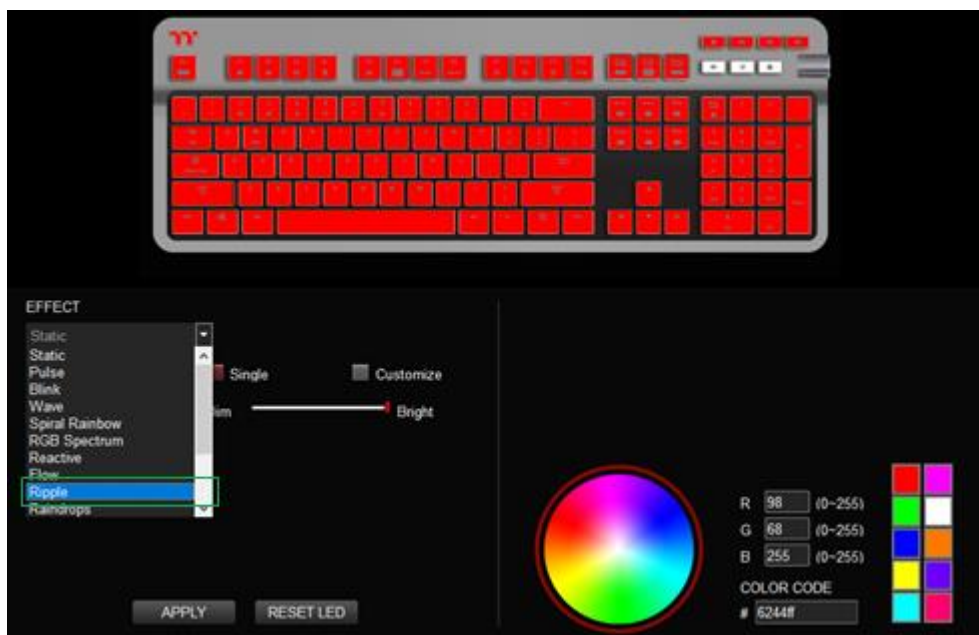 EFFECT
Static
Static
Pulse
Blink
Wave
Spiral Rainbow
RGB Spectrum
Reactive
Flow
Ripple
Raindrops
Single
Customize
Bright
R 98 (0~255)
G 68 (0~255)
B 255 (0~255)
COLOR CODE
# 6244ff
APPLY
RESET LED